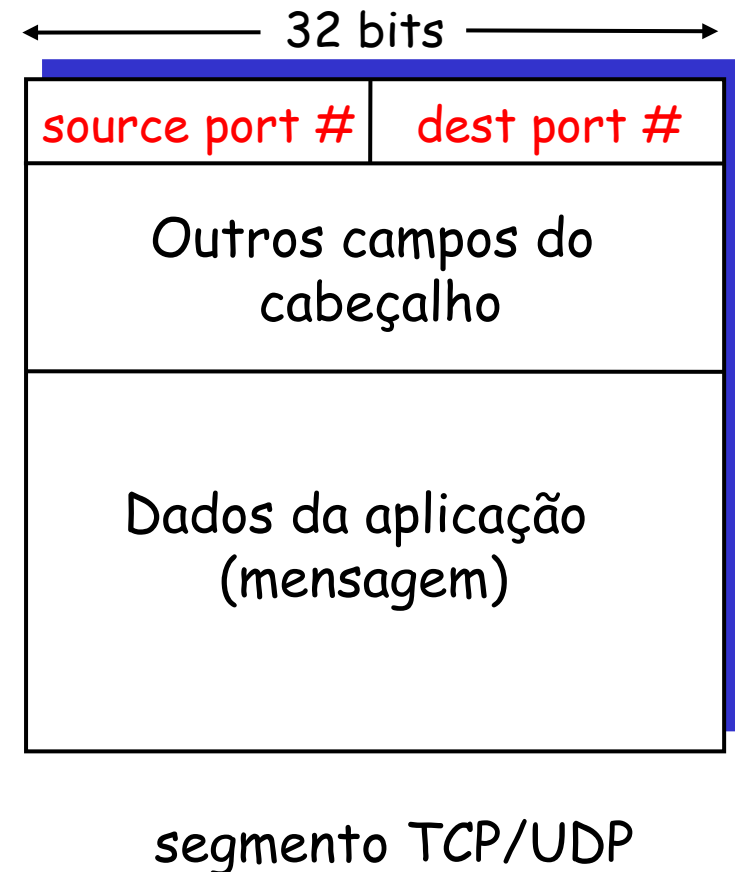 32 bits
source port # dest port #
Outros campos do
cabeçalho
Dados da aplicação
(mensagem)
segmento TCP/UDP